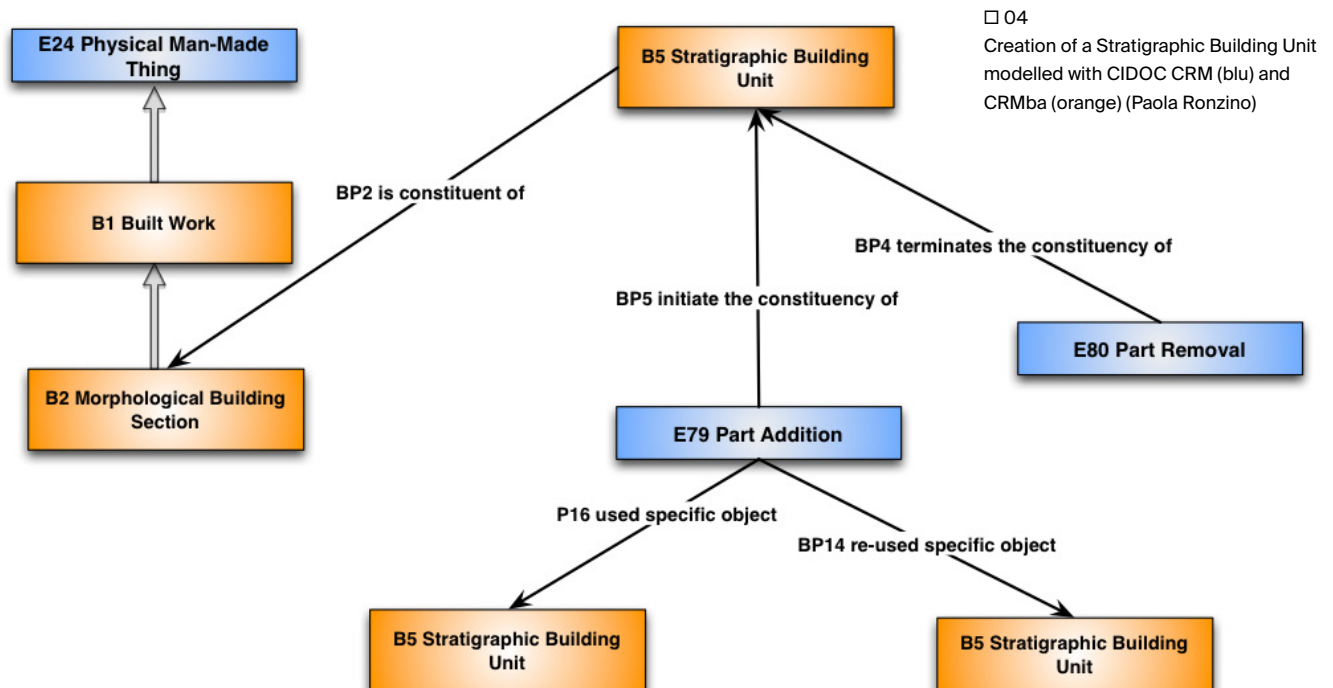 □ 04
Creation of a Stratigraphic Building Unit
modelled with CIDOC CRM (blu) and
CRMba (orange) (Paola Ronzino)
E24 Physical Man-Made
Thing
B5 Stratigraphic Building
Unit
BP2 is constituent of
B1 Built Work
BP4 terminates the constituency of
BP5 initiate the constituency of
E80 Part Removal
B2 Morphological Building
Section
E79 Part Addition
P16 used specific object
BP14 re-used specific object
B5 Stratigraphic Building
Unit
B5 Stratigraphic Building
Unit